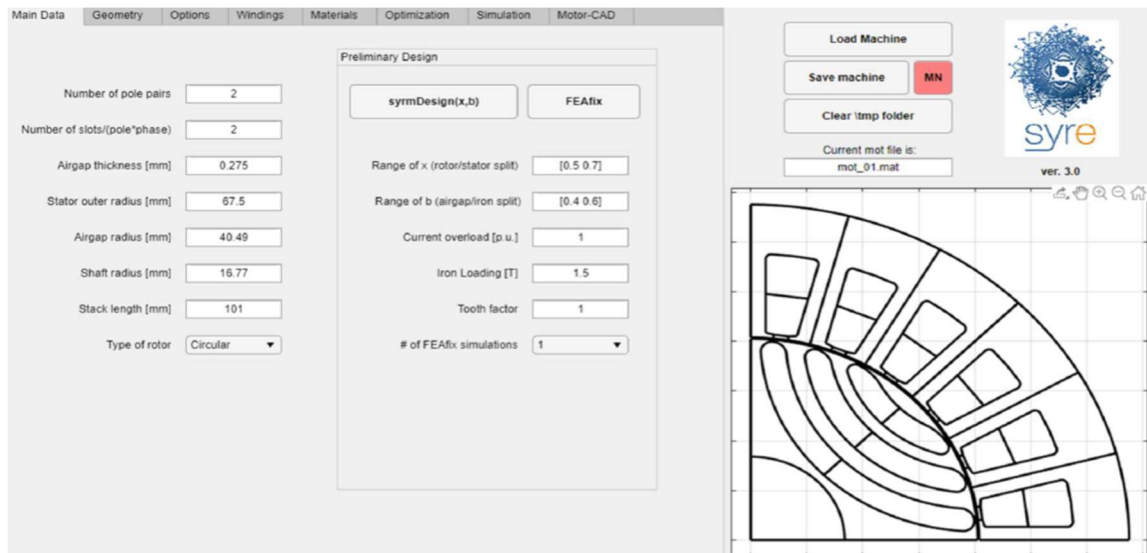 Main Data Geometry Options Windings Materials Optimization Simulation Motor-CAD
Number of pole pairs 2
Number of slots/(pole*phase) 2
Airgap thickness [mm] 0.275
Stator outer radius [mm] 67.5
Airgap radius [mm] 40.49
Shaft radius [mm] 16.77
Stack length [mm] 101
Type of rotor Circular
Preliminary Design
syrmDesign(x,b) FEAfix
Range of x (rotor/stator split) [0.5 0.7]
Range of b (airgap/iron split) [0.4 0.6]
Current overload [p.u.] 1
Iron Loading [T] 1.5
Tooth factor 1
# of FEAfix simulations 1
Load Machine
Save machine MN
Clear \tmp folder
Current mot file is:
mot_01.mat
syre
ver. 3.0